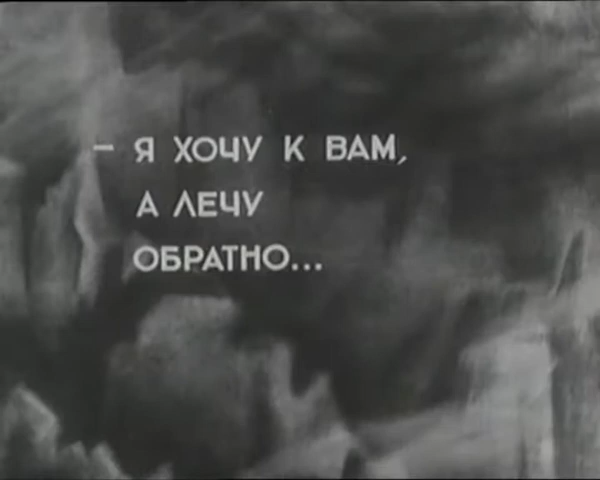 – Я ХОЧУ К ВАМ,
А ЛЕЧУ
ОБРАТНО...